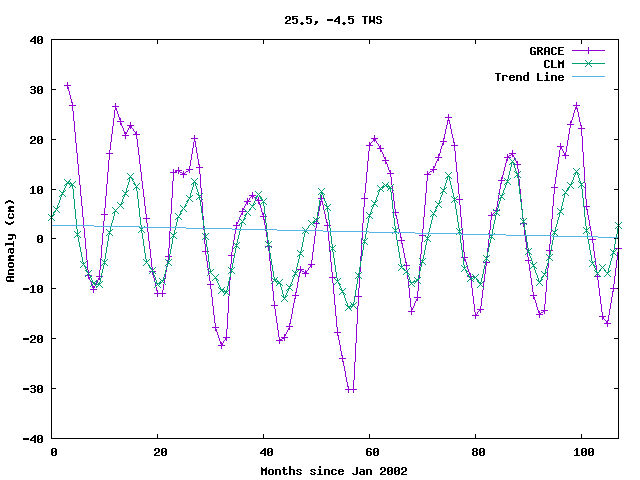 25.5, -4.5 TWS
GRACE
CLM
Trend Line
Anomaly (cm)
40
30
20
10
0
-10
-20
-30
-40
0 20 40 60 80 100
Months since Jan 2002